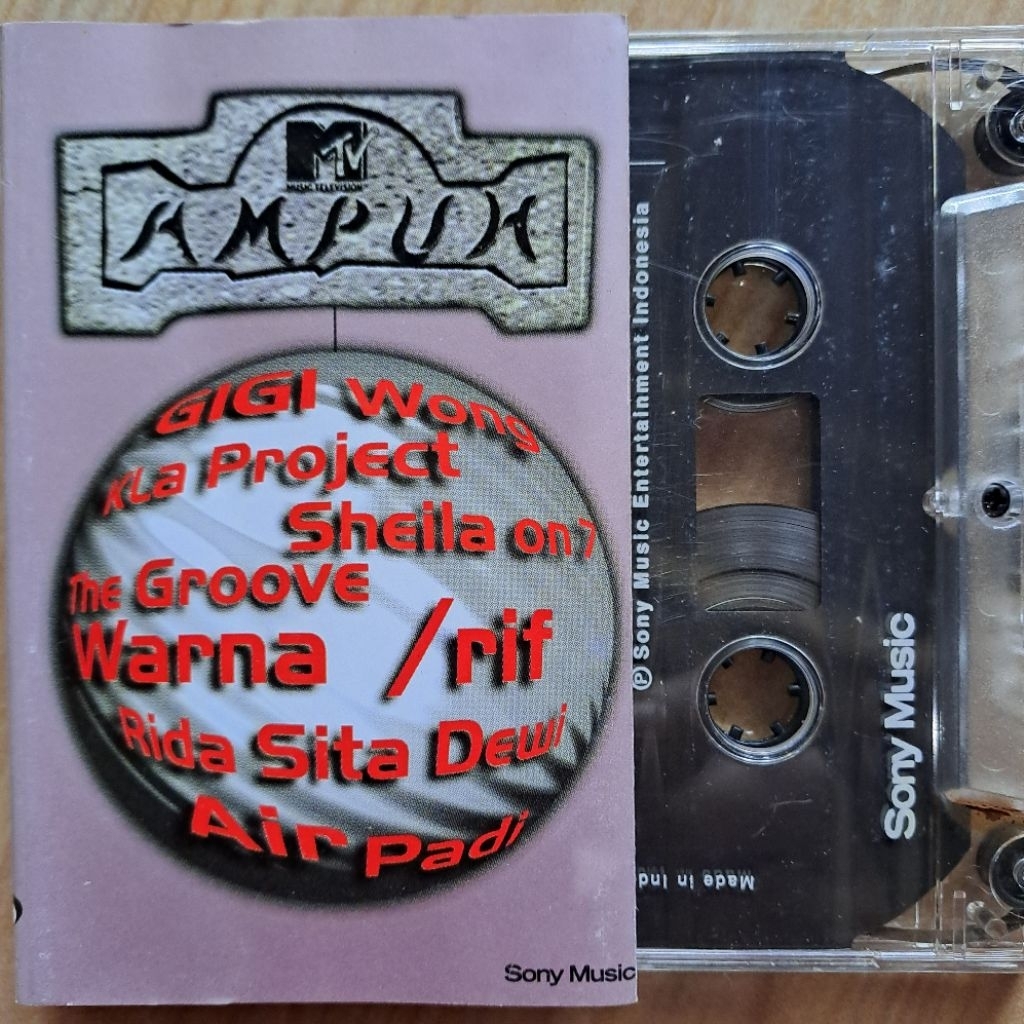 MTV
MUSIC TELEVISION
AMPUH
GIGI Wong
KLa Project
Sheila on 7
The Groove
Warna /rif
Rida Sita Dewi
Air Padi
Sony Music
Ⓟ Sony Music Entertainment Indonesia
Sony Music
Made in Ind